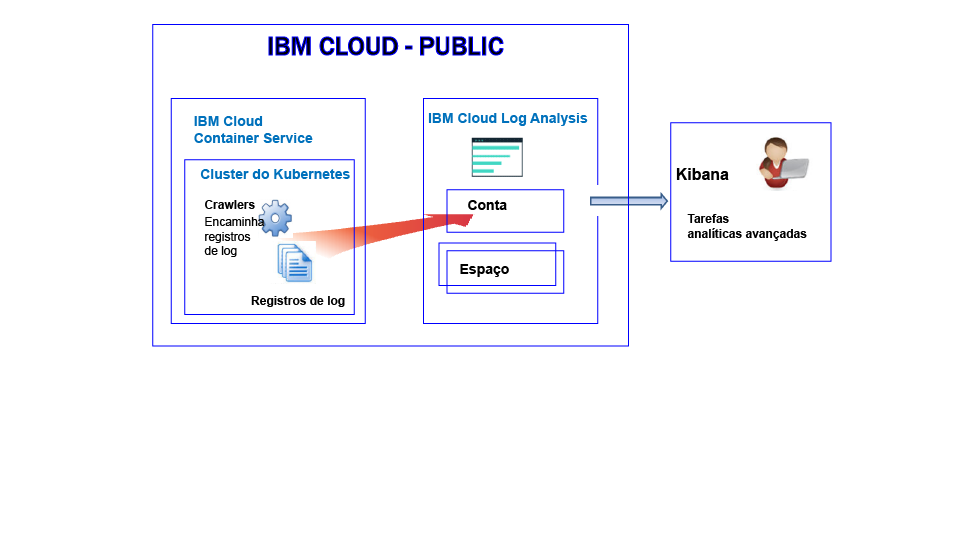 IBM CLOUD - PUBLIC
IBM Cloud
Container Service
Cluster do Kubernetes
Crawlers
Encaminha
registros
de log
Registros de log
IBM Cloud Log Analysis
Conta
Espaço
Kibana
Tarefas
analíticas avançadas